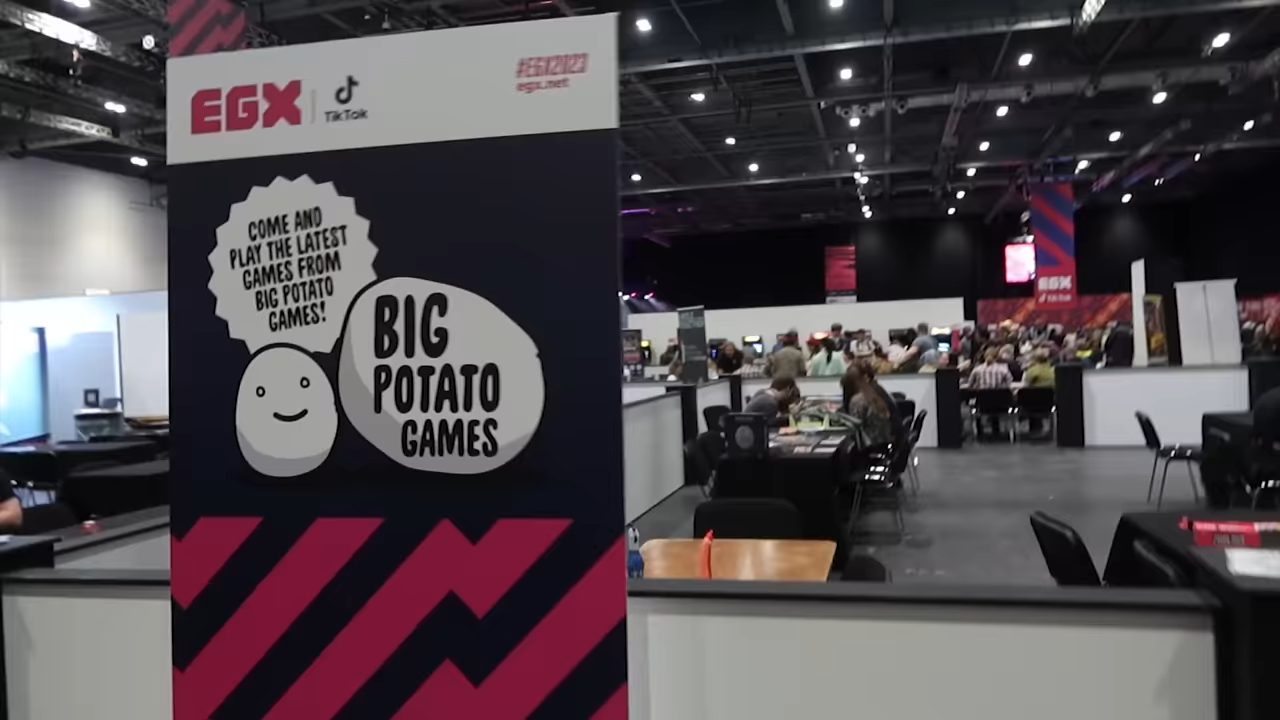 EGX
TikTok
#EGX2023
egx.net
COME AND
PLAY THE LATEST
GAMES FROM
BIG POTATO
GAMES!
BIG
POTATO
GAMES
EGX
TikTok